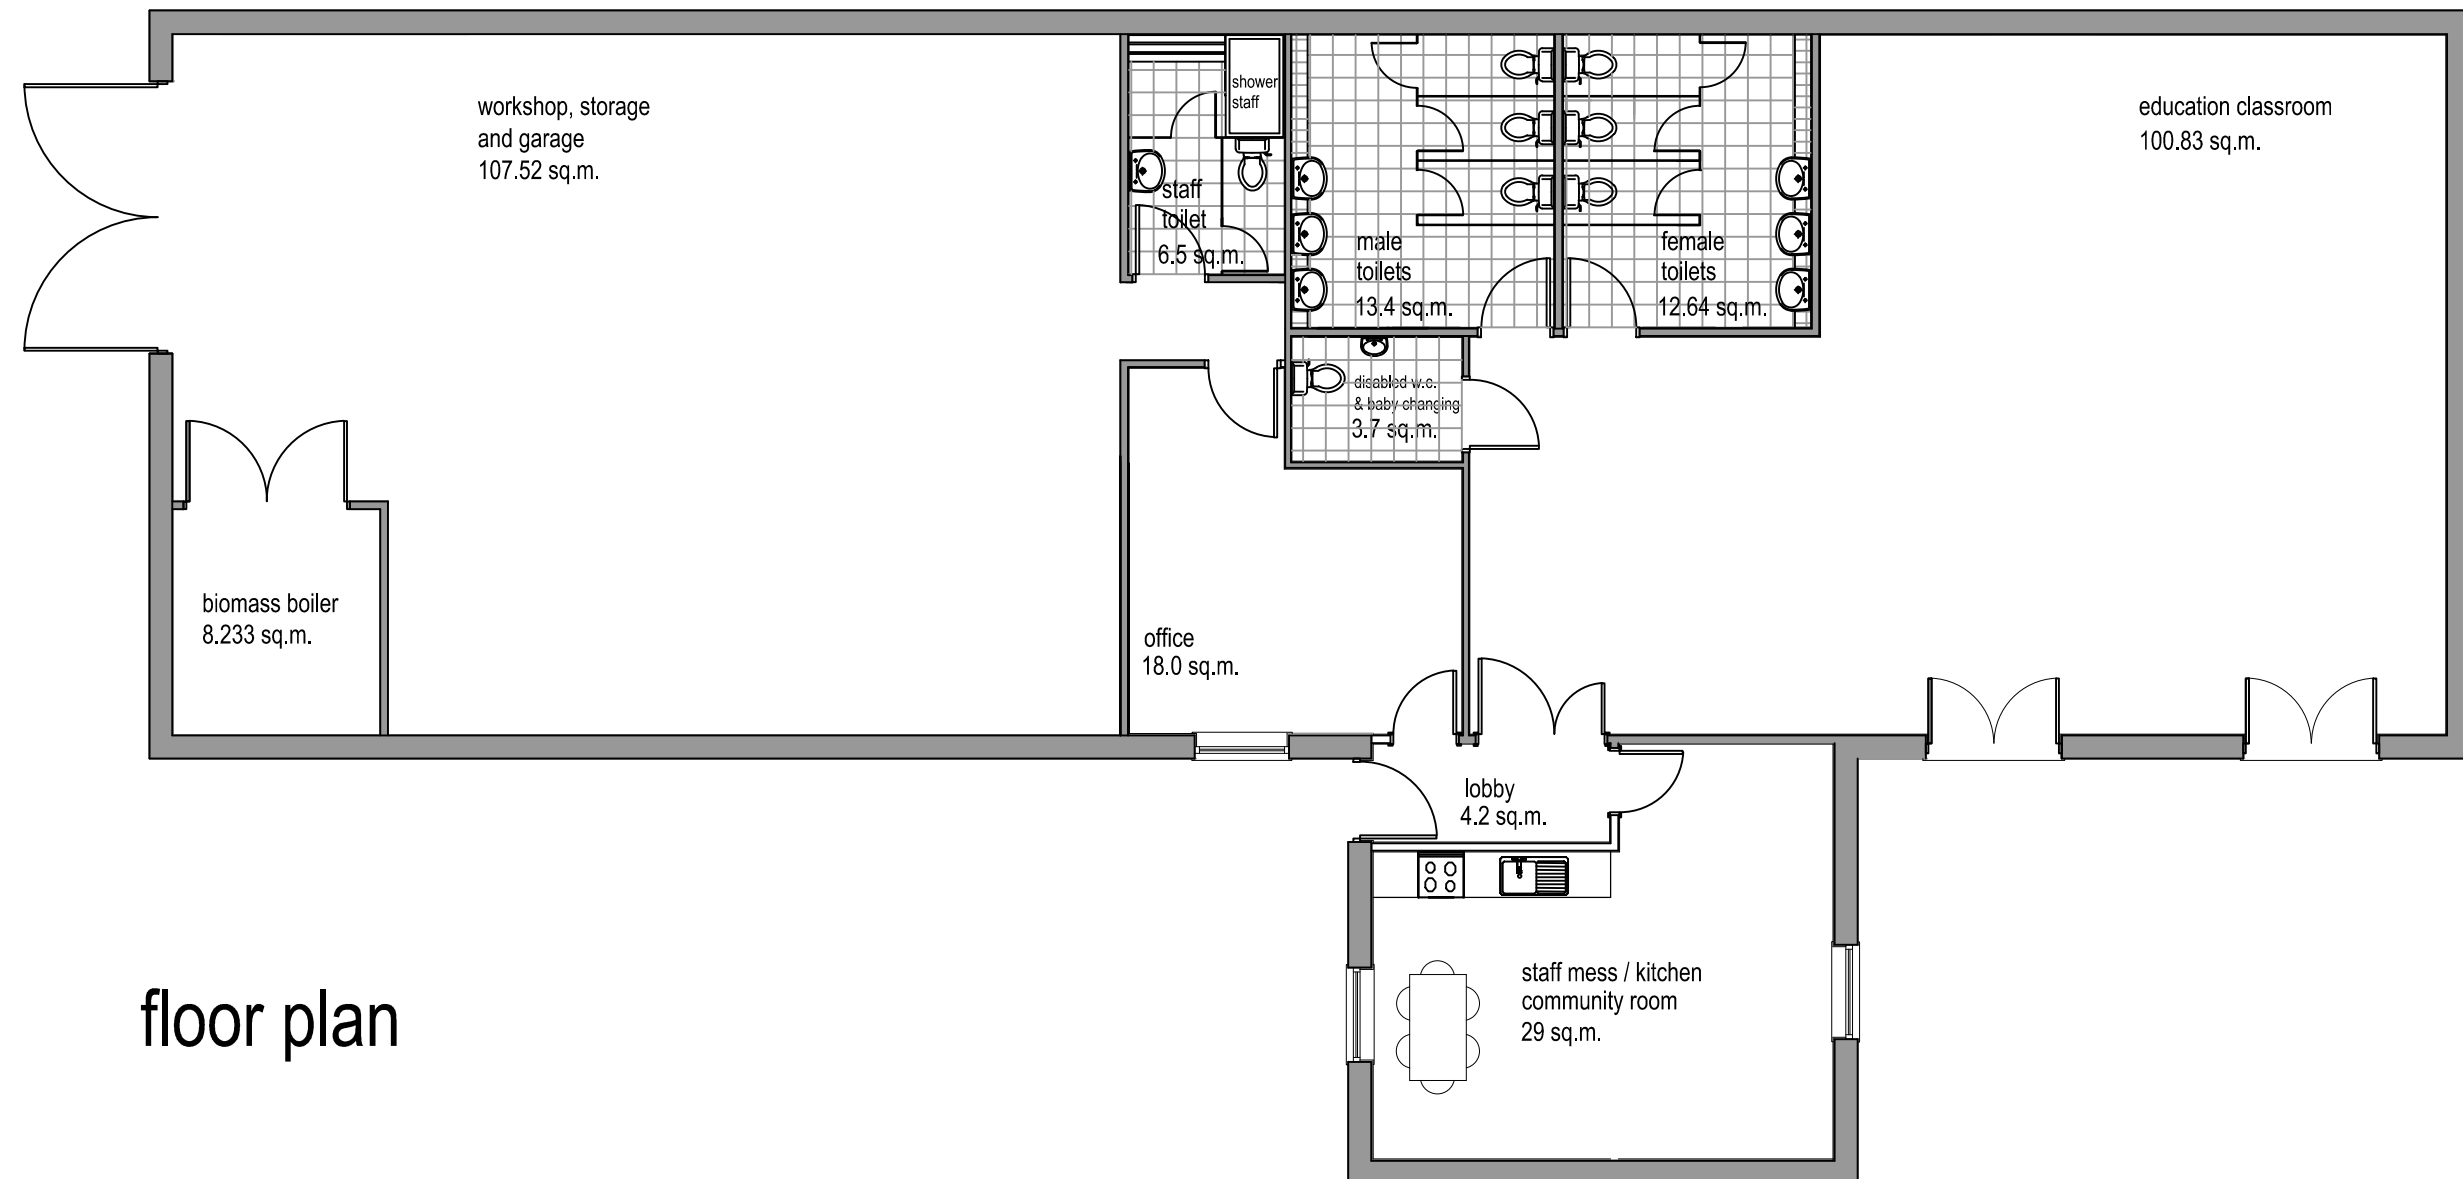 workshop, storage
and garage
107.52 sq.m.
shower
staff
staff
toilet
6.5 sq.m.
male
toilets
13.4 sq.m.
female
toilets
12.64 sq.m.
education classroom
100.83 sq.m.
disabled w.c.
& baby changing
3.7 sq.m.
biomass boiler
8.233 sq.m.
office
18.0 sq.m.
lobby
4.2 sq.m.
staff mess / kitchen
community room
29 sq.m.
floor plan